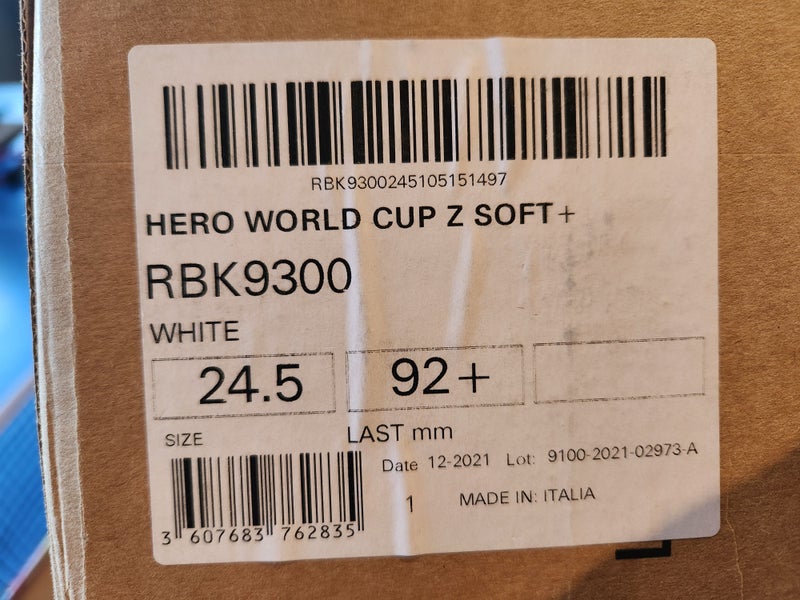 RBK9300245105151497
HERO WORLD CUP Z SOFT+
RBK9300
WHITE
24.5 92+
SIZE LAST mm
Date 12-2021 Lot: 9100-2021-02973-A
1 MADE IN: ITALIA
3 607683 762835